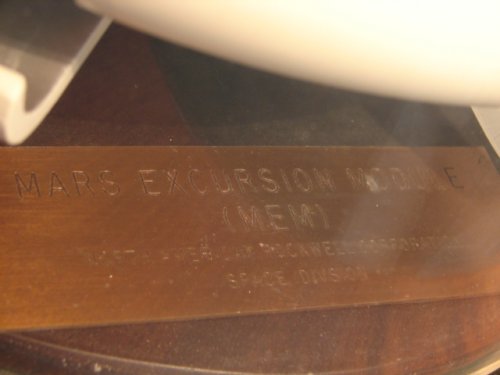 MARS EXCURSION MODULE
(MEM)
NORTH AMERICAN ROCKWELL CORPORATION
SPACE DIVISION